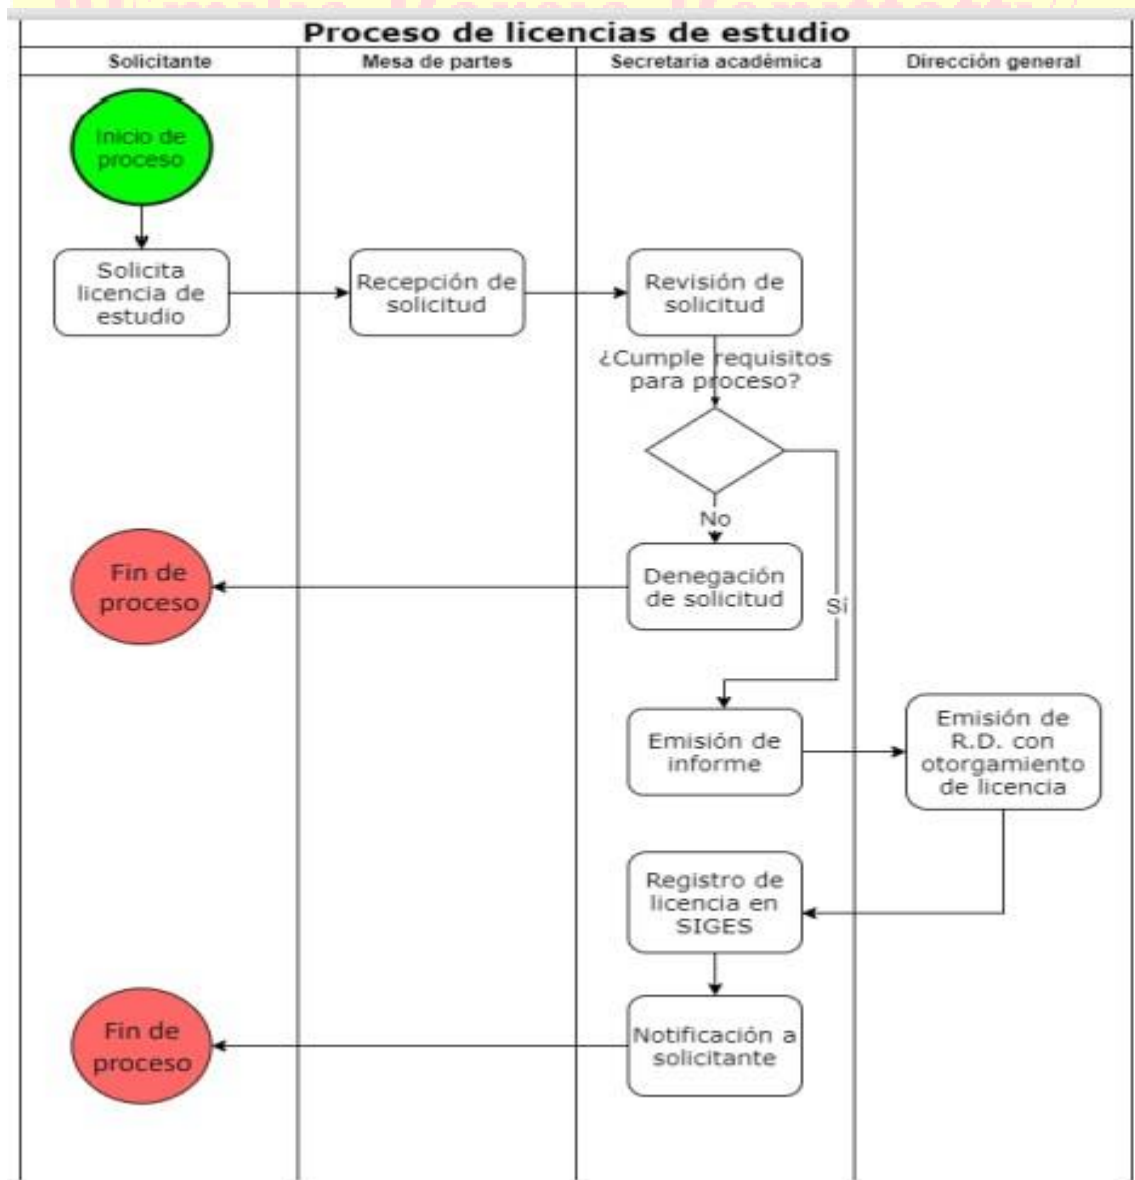 Proceso de licencias de estudio
Solicitante
Mesa de partes
Secretaria académica
Dirección general
Inicio de
proceso
Solicita
licencia de
estudio
Recepción de
solicitud
Revisión de
solicitud
¿Cumple requisitos
para proceso?
No
Sí
Denegación
de solicitud
Fin de
proceso
Emisión de
informe
Emisión de
R.D. con
otorgamiento
de licencia
Registro de
licencia en
SIGES
Notificación a
solicitante
Fin de
proceso